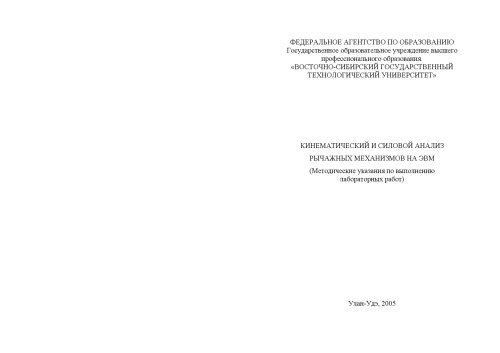 ФЕДЕРАЛЬНОЕ АГЕНТСТВО ПО ОБРАЗОВАНИЮ
Государственное образовательное учреждение высшего
профессионального образования.
«ВОСТОЧНО-СИБИРСКИЙ ГОСУДАРСТВЕННЫЙ
ТЕХНОЛОГИЧЕСКИЙ УНИВЕРСИТЕТ»
КИНЕМАТИЧЕСКИЙ И СИЛОВОЙ АНАЛИЗ
РЫЧАЖНЫХ МЕХАНИЗМОВ НА ЭВМ
(Методические указания по выполнению
лабораторных работ)
Улан-Удэ, 2005